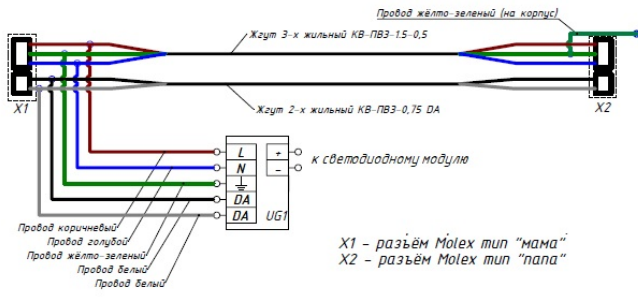 Провод жёлто-зеленый (на корпус)
Жгут 3-х жильный КВ-ПВ3-1.5-0,5
X1
X2
Жгут 2-х жильный КВ-ПВ3-0,75 DA
L
+
N
-
к светодиодному модулю
DA
DA
UG1
Провод коричневый
Провод голубой
Провод жёлто-зеленый
Провод белый
Провод белый
X1 - разъём Molex тип "мама"
X2 - разъём Molex тип "папа"